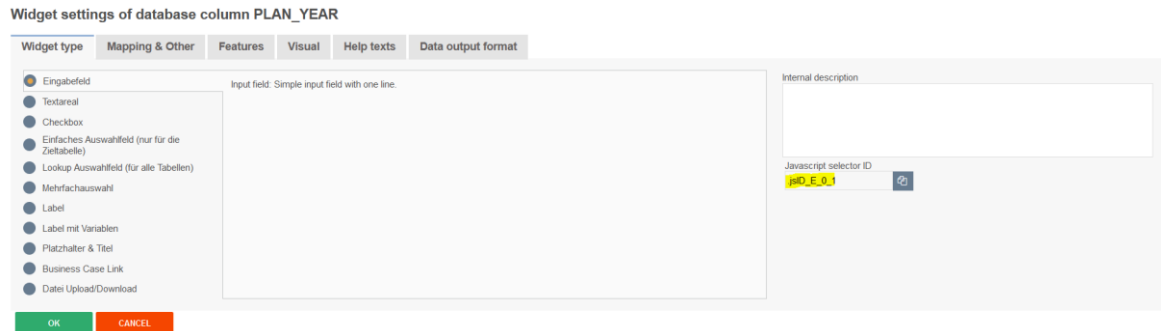 Widget settings of database column PLAN_YEAR
Widget type Mapping & Other Features Visual Help texts Data output format
Eingabefeld
Textareal
Checkbox
Einfaches Auswahlfeld (nur für die
Zieltabelle)
Lookup Auswahlfeld (für alle Tabellen)
Mehrfachauswahl
Label
Label mit Variablen
Platzhalter & Titel
Business Case Link
Datei Upload/Download
Input field: Simple input field with one line.
Internal description
Javascript selector ID
.jsID_E_0_1
OK CANCEL